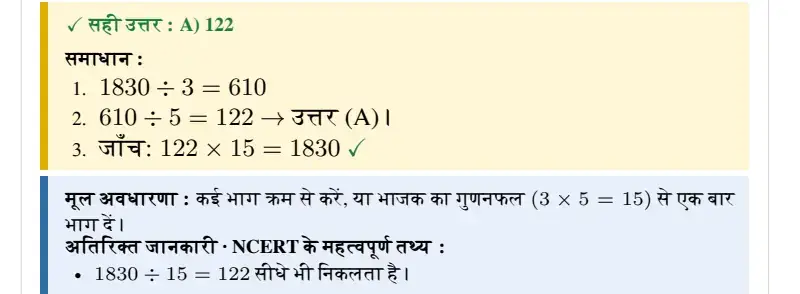 ✓ सही उत्तर : A) 122
समाधान :
1. 1830 ÷ 3 = 610
2. 610 ÷ 5 = 122 → उत्तर (A)।
3. जाँच: 122 × 15 = 1830 ✓
मूल अवधारणा : कई भाग क्रम से करें, या भाजक का गुणनफल (3 × 5 = 15) से एक बार
भाग दें।
अतिरिक्त जानकारी · NCERT के महत्वपूर्ण तथ्य :
• 1830 ÷ 15 = 122 सीधे भी निकलता है।